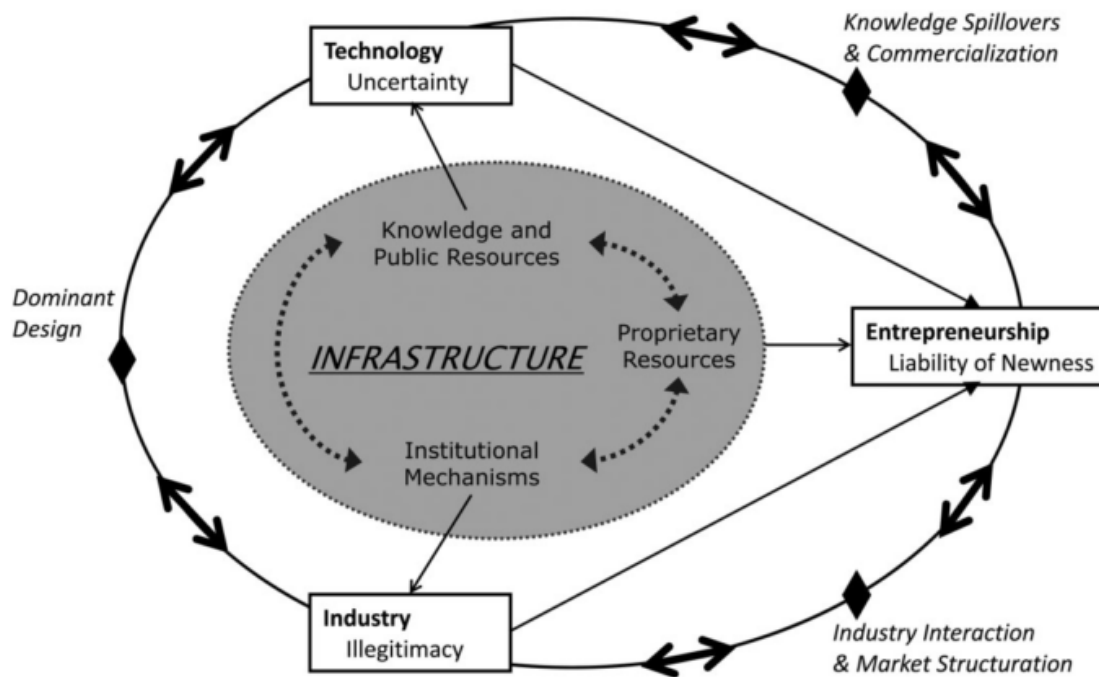 Knowledge Spillovers
& Commercialization
Technology
Uncertainty
Knowledge and
Public Resources
Dominant
Design
Proprietary
Resources
INFRASTRUCTURE
Entrepreneurship
Liability of Newness
Institutional
Mechanisms
Industry
Illegitimacy
Industry Interaction
& Market Structuration